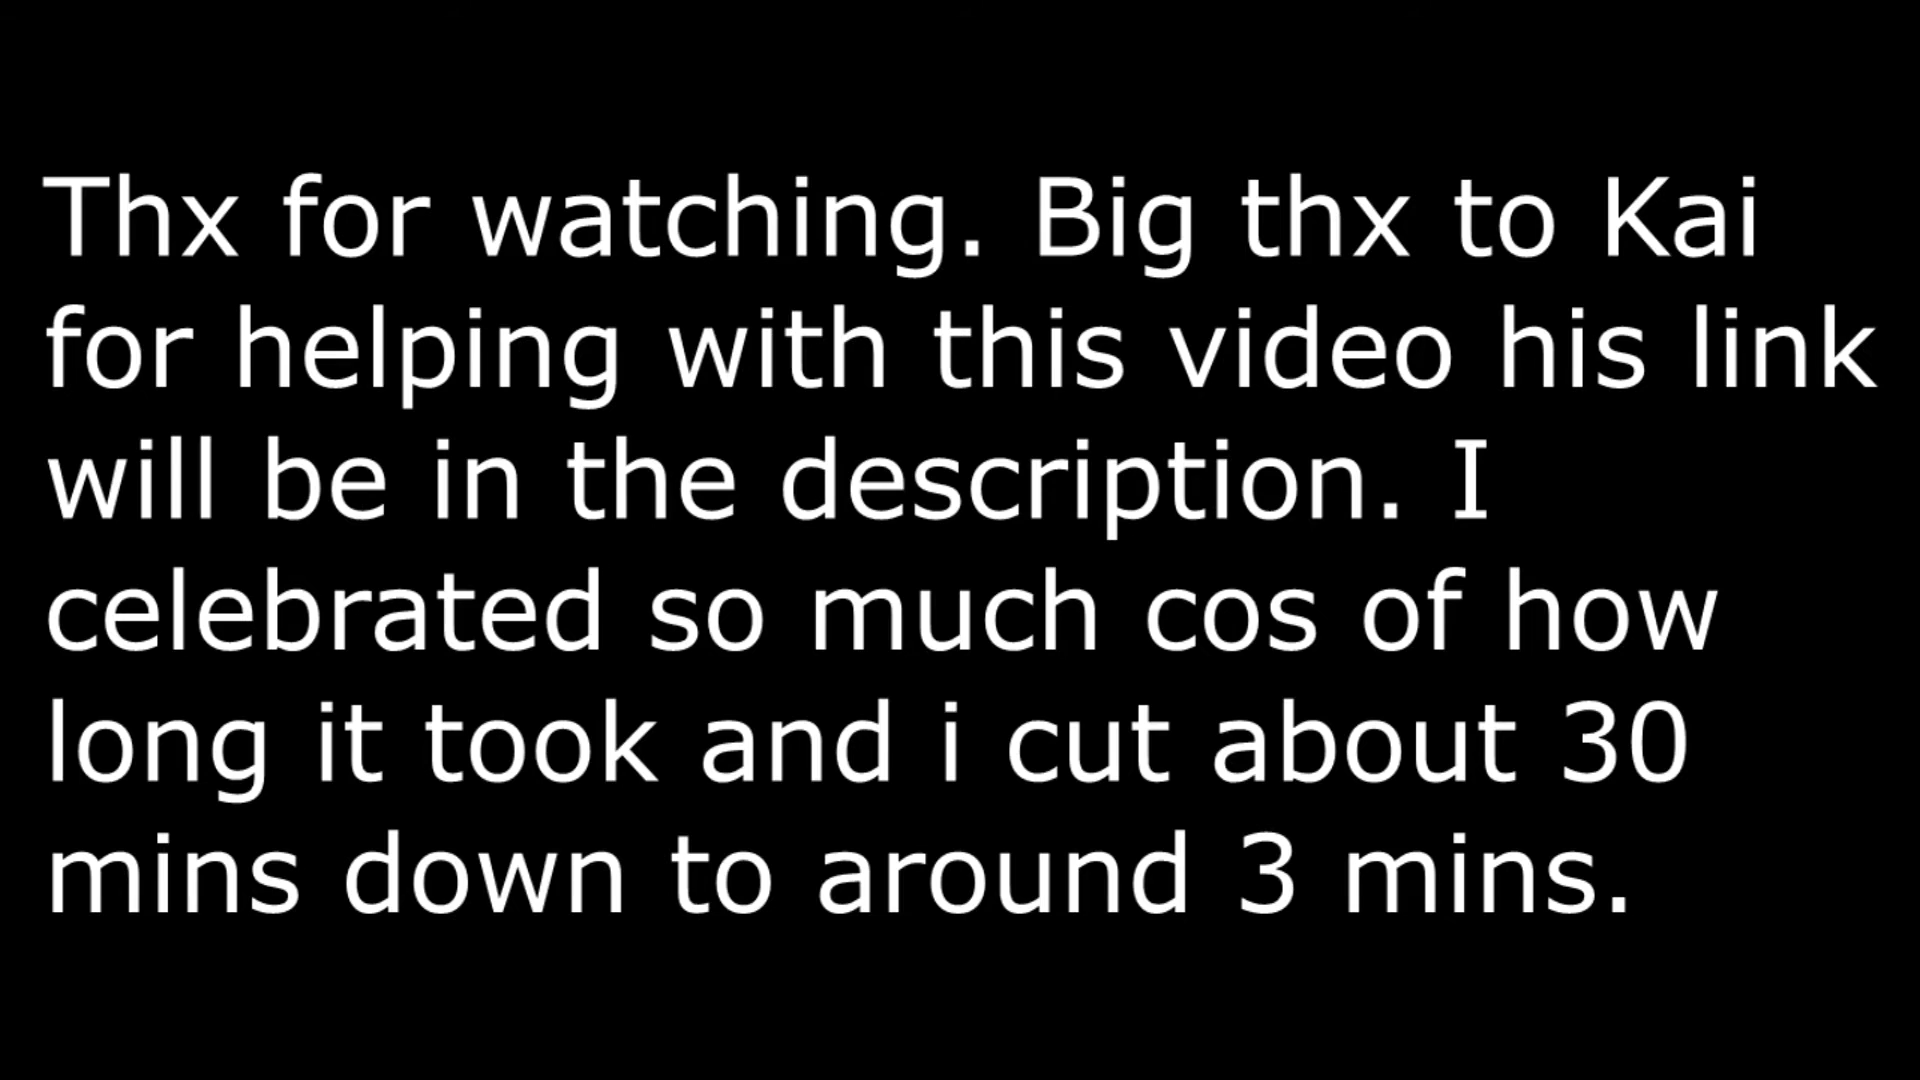 Thx for watching. Big thx to Kai
for helping with this video his link
will be in the description. I
celebrated so much cos of how
long it took and i cut about 30
mins down to around 3 mins.